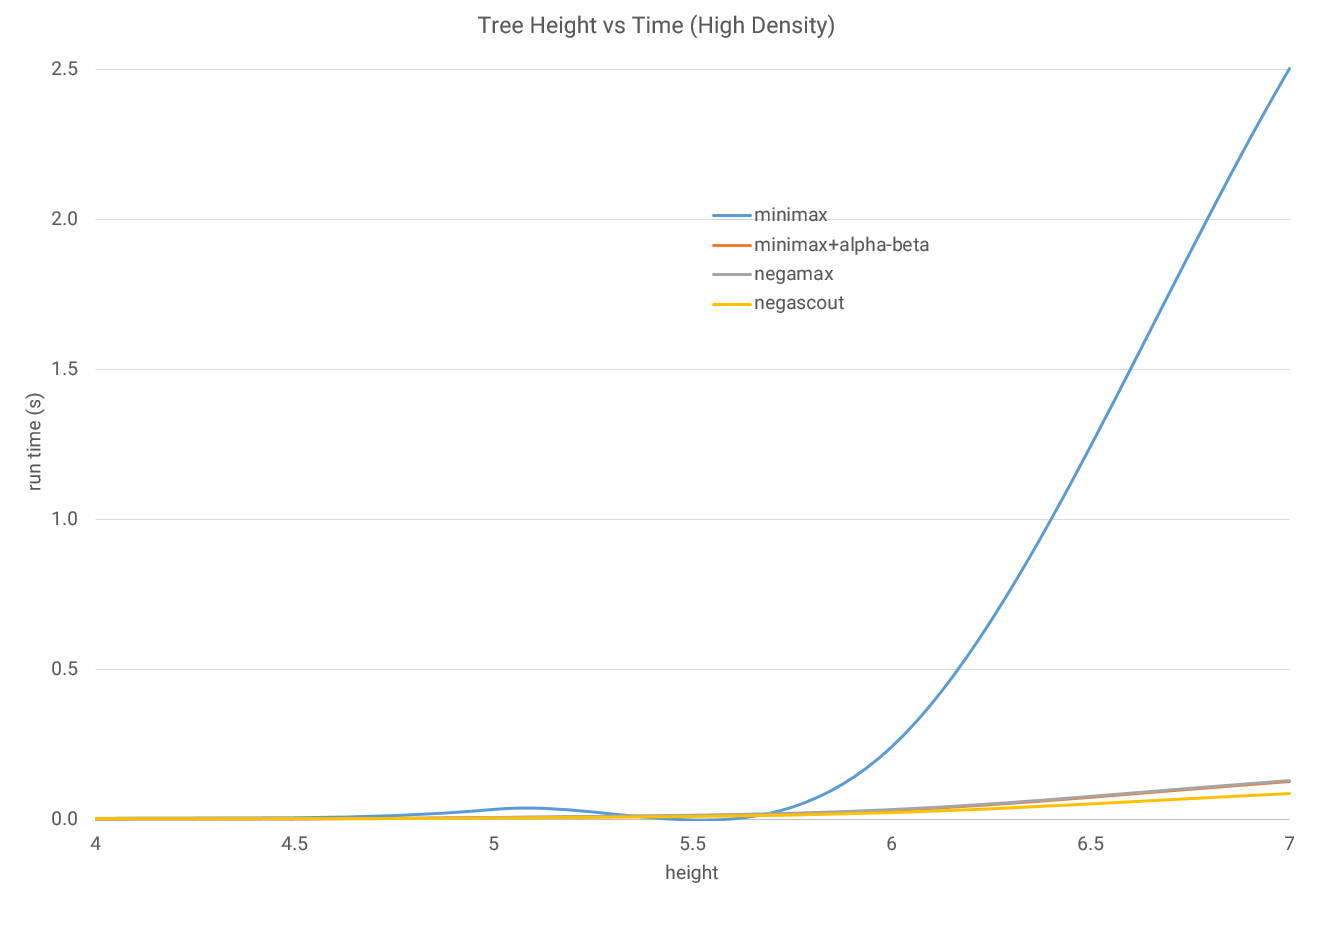 Tree Height vs Time (High Density)
2.5
2.0
1.5
1.0
0.5
0.0
run time (s)
minimax
minimax+alpha-beta
negamax
negascout
4 4.5 5 5.5 6 6.5 7
height